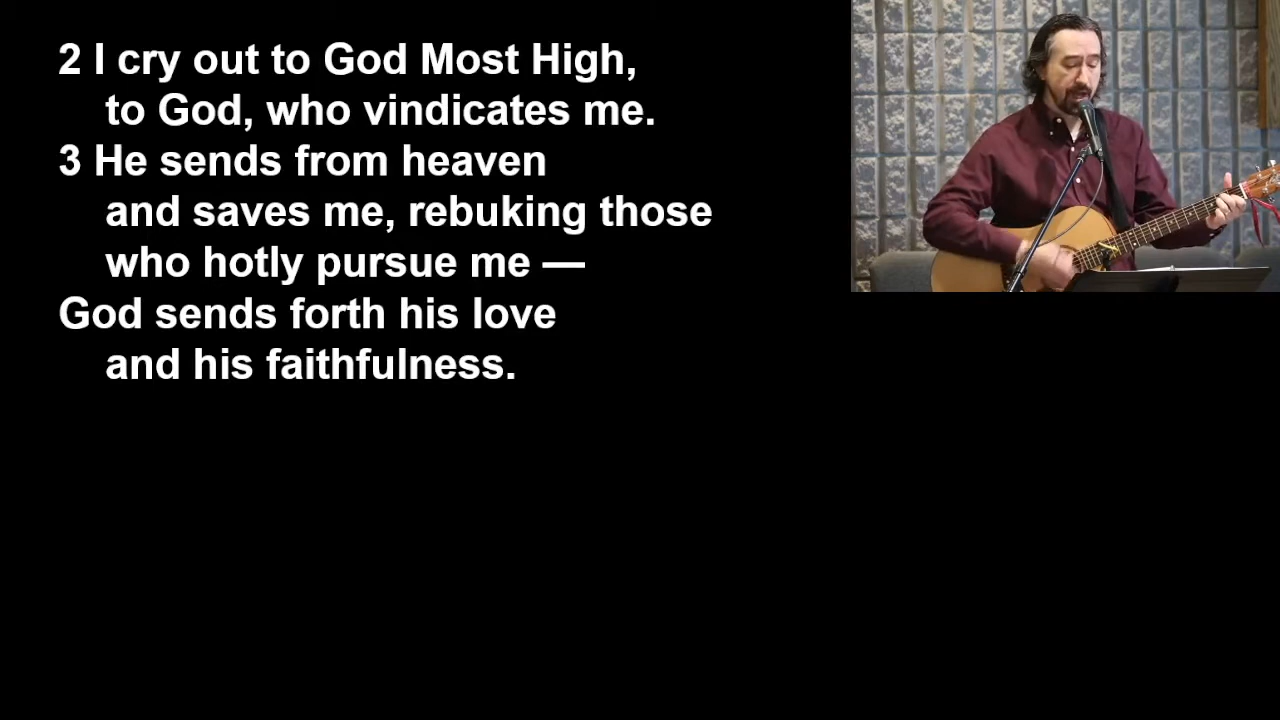 2 I cry out to God Most High,
to God, who vindicates me.
3 He sends from heaven
and saves me, rebuking those
who hotly pursue me —
God sends forth his love
and his faithfulness.